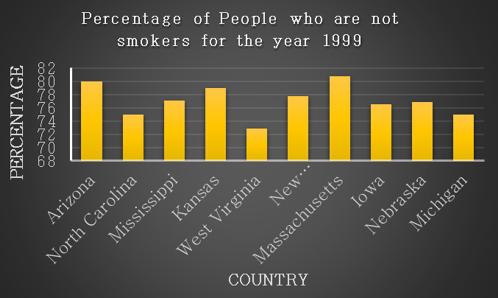 Percentage of People who are not
smokers for the year 1999
PERCENTAGE
82
80
78
76
74
72
70
68
Arizona
North Carolina
Mississippi
Kansas
West Virginia
New…
Massachusetts
Iowa
Nebraska
Michigan
COUNTRY